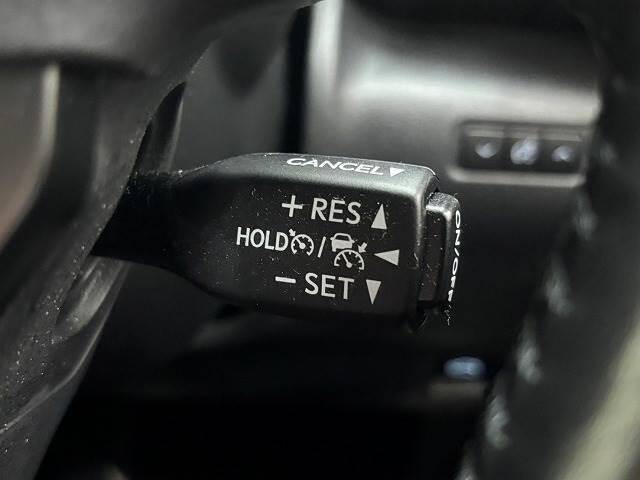 CANCEL▼
+ RES ▲
HOLD / ◀
− SET ▼
ON/OFF